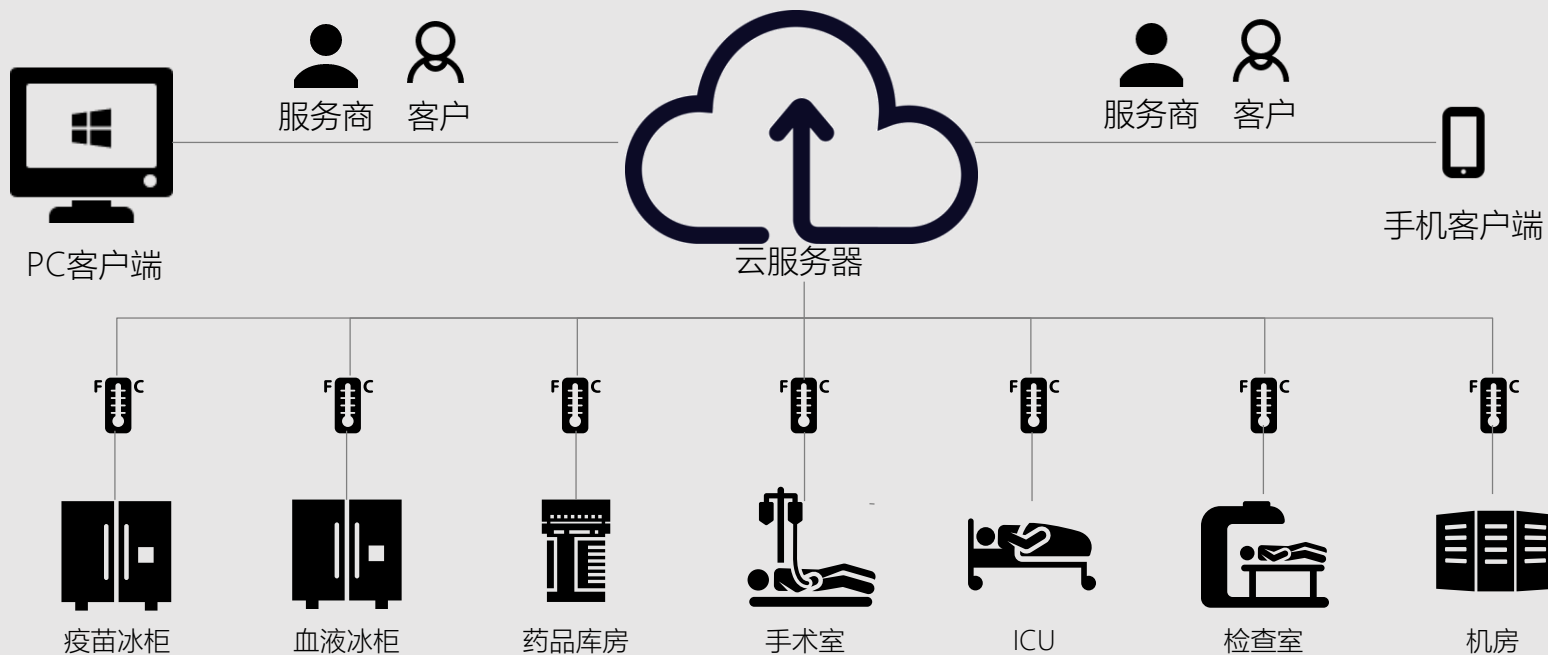 服务商 客户
服务商 客户
PC客户端
云服务器
手机客户端
F C
F C
F C
F C
F C
F C
F C
疫苗冰柜
血液冰柜
药品库房
手术室
ICU
检查室
机房